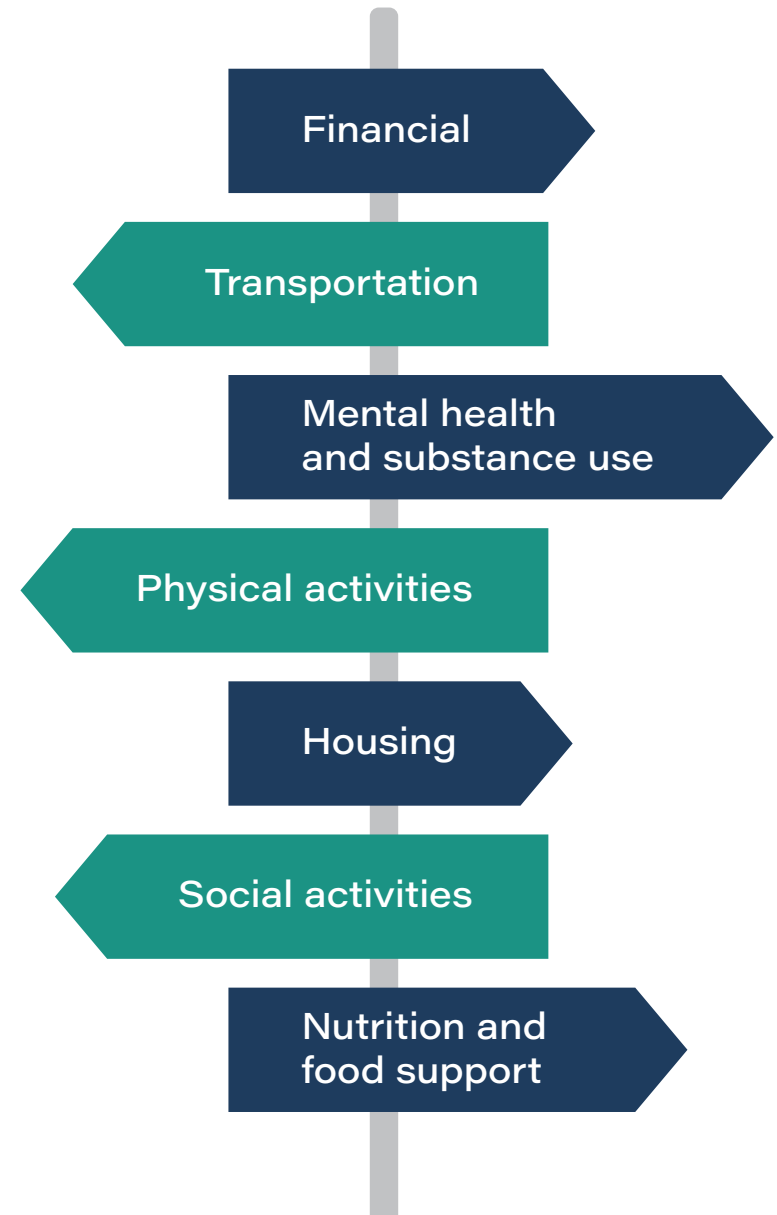 Financial
Transportation
Mental health
and substance use
Physical activities
Housing
Social activities
Nutrition and
food support